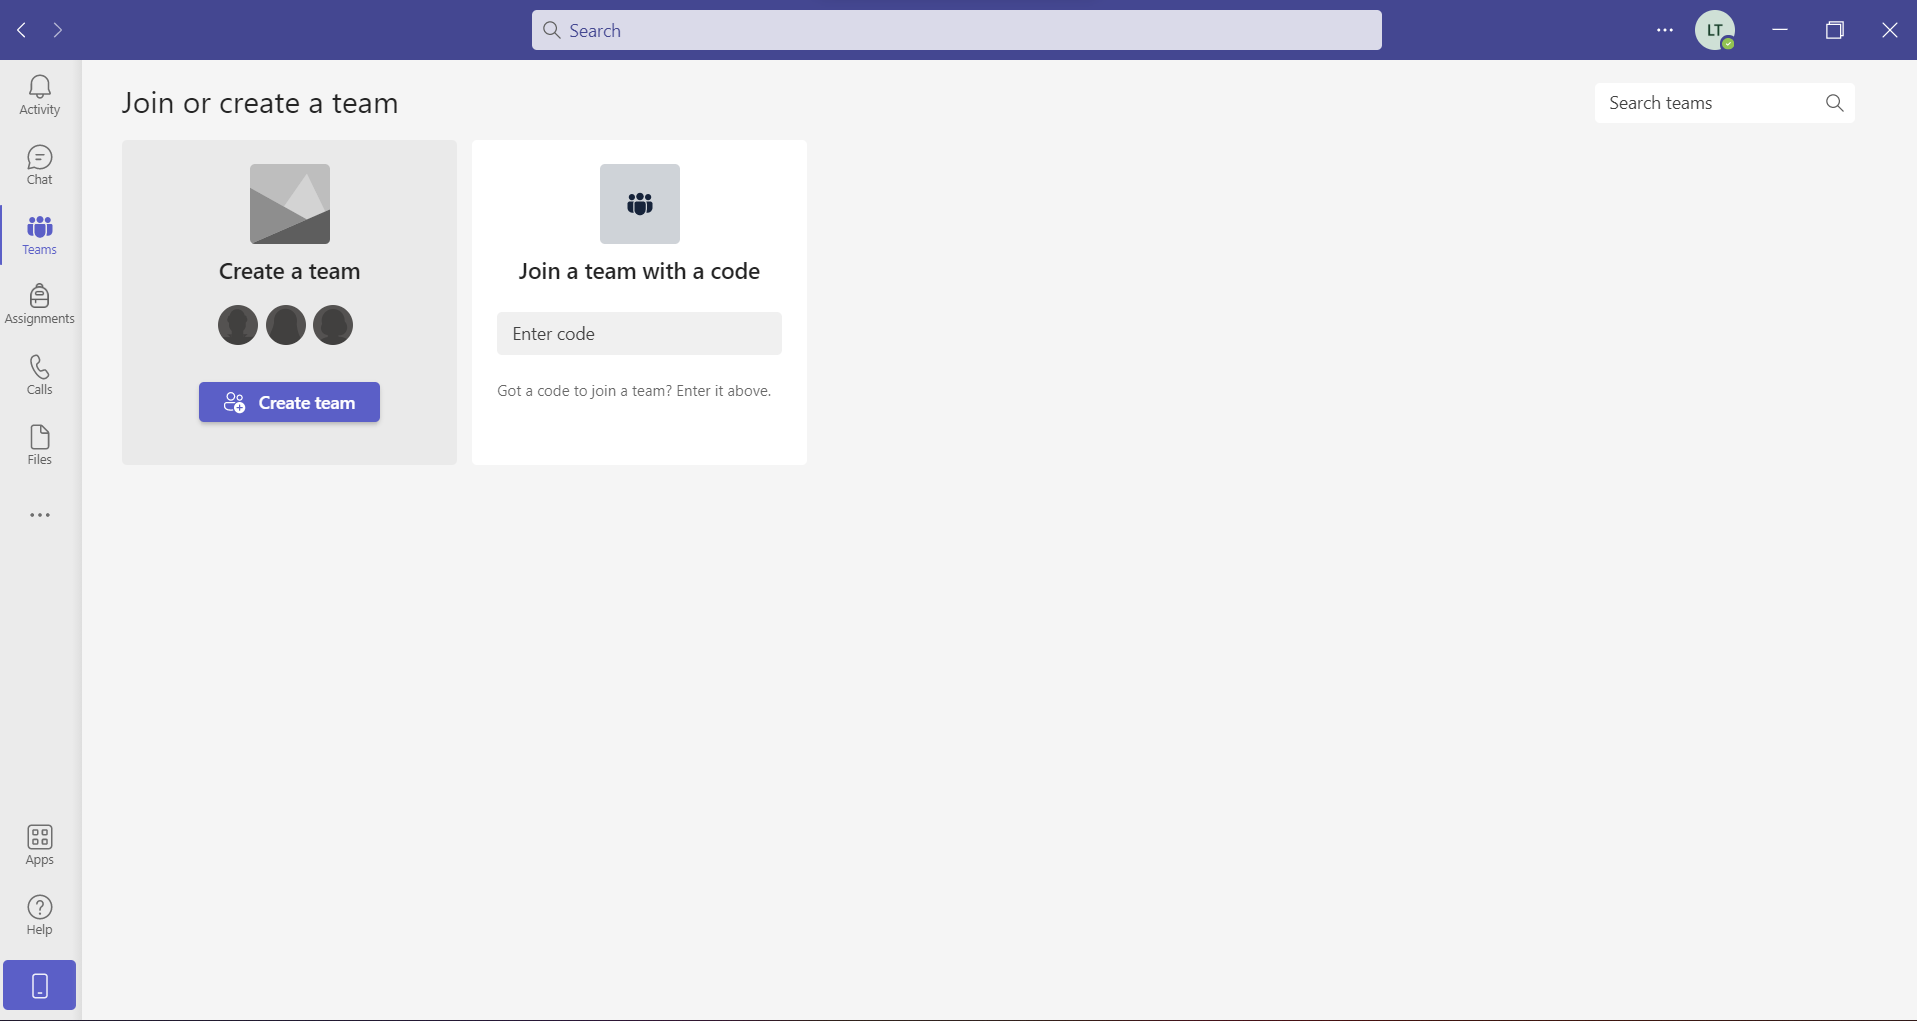 Search
LT
Activity
Chat
Teams
Assignments
Calls
Files
Apps
Help
Join or create a team
Search teams
Create a team
Create team
Join a team with a code
Enter code
Got a code to join a team? Enter it above.